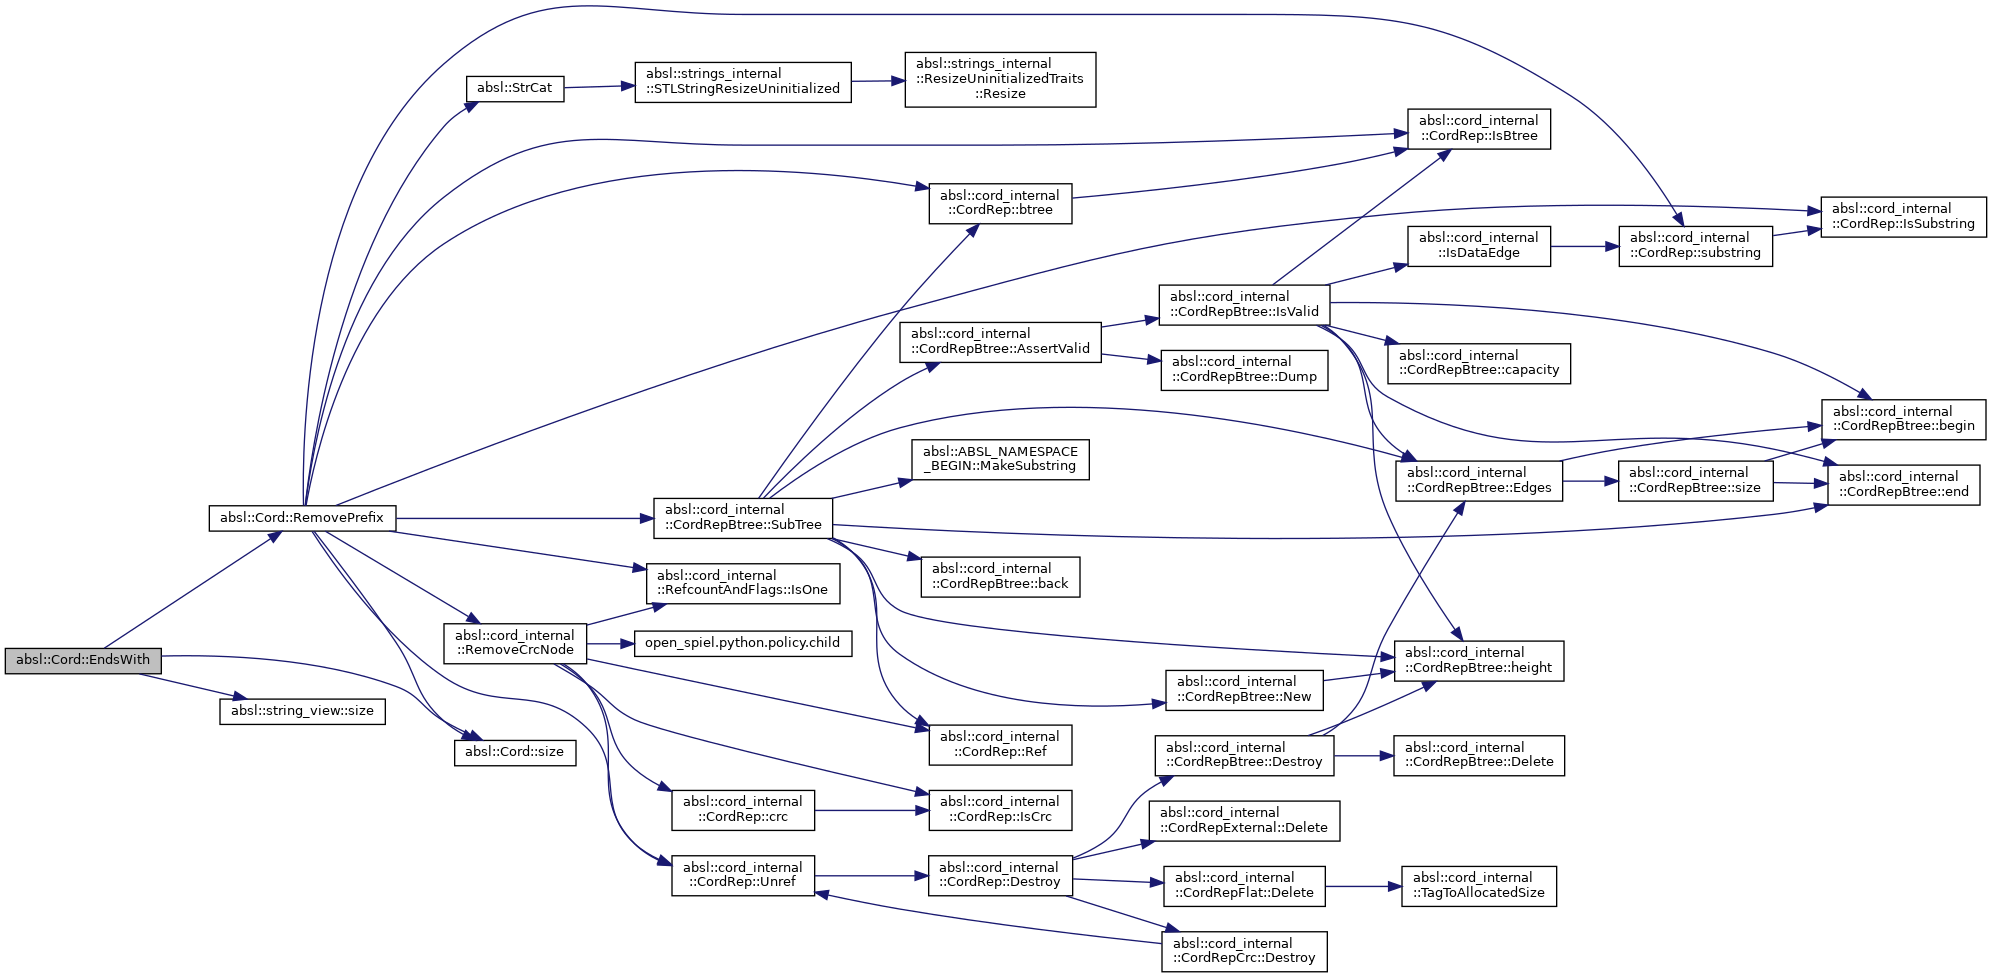 absl::Cord::EndsWith
absl::Cord::RemovePrefix
absl::string_view::size
absl::StrCat
absl::cord_internal
::RemoveCrcNode
absl::Cord::size
absl::strings_internal
::STLStringResizeUninitialized
absl::cord_internal
::CordRepBtree::SubTree
absl::cord_internal
::RefcountAndFlags::IsOne
open_spiel.python.policy.child
absl::cord_internal
::CordRep::crc
absl::cord_internal
::CordRep::Unref
absl::strings_internal
::ResizeUninitializedTraits
::Resize
absl::cord_internal
::CordRep::btree
absl::cord_internal
::CordRepBtree::AssertValid
absl::ABSL_NAMESPACE
_BEGIN::MakeSubstring
absl::cord_internal
::CordRepBtree::back
absl::cord_internal
::CordRep::Ref
absl::cord_internal
::CordRep::IsCrc
absl::cord_internal
::CordRep::Destroy
absl::cord_internal
::CordRepBtree::IsValid
absl::cord_internal
::CordRepBtree::Dump
absl::cord_internal
::CordRepBtree::New
absl::cord_internal
::CordRepBtree::Destroy
absl::cord_internal
::CordRepExternal::Delete
absl::cord_internal
::CordRepFlat::Delete
absl::cord_internal
::CordRepCrc::Destroy
absl::cord_internal
::CordRep::IsBtree
absl::cord_internal
::IsDataEdge
absl::cord_internal
::CordRepBtree::capacity
absl::cord_internal
::CordRepBtree::Edges
absl::cord_internal
::CordRepBtree::height
absl::cord_internal
::CordRepBtree::Delete
absl::cord_internal
::TagToAllocatedSize
absl::cord_internal
::CordRep::substring
absl::cord_internal
::CordRepBtree::size
absl::cord_internal
::CordRep::IsSubstring
absl::cord_internal
::CordRepBtree::begin
absl::cord_internal
::CordRepBtree::end